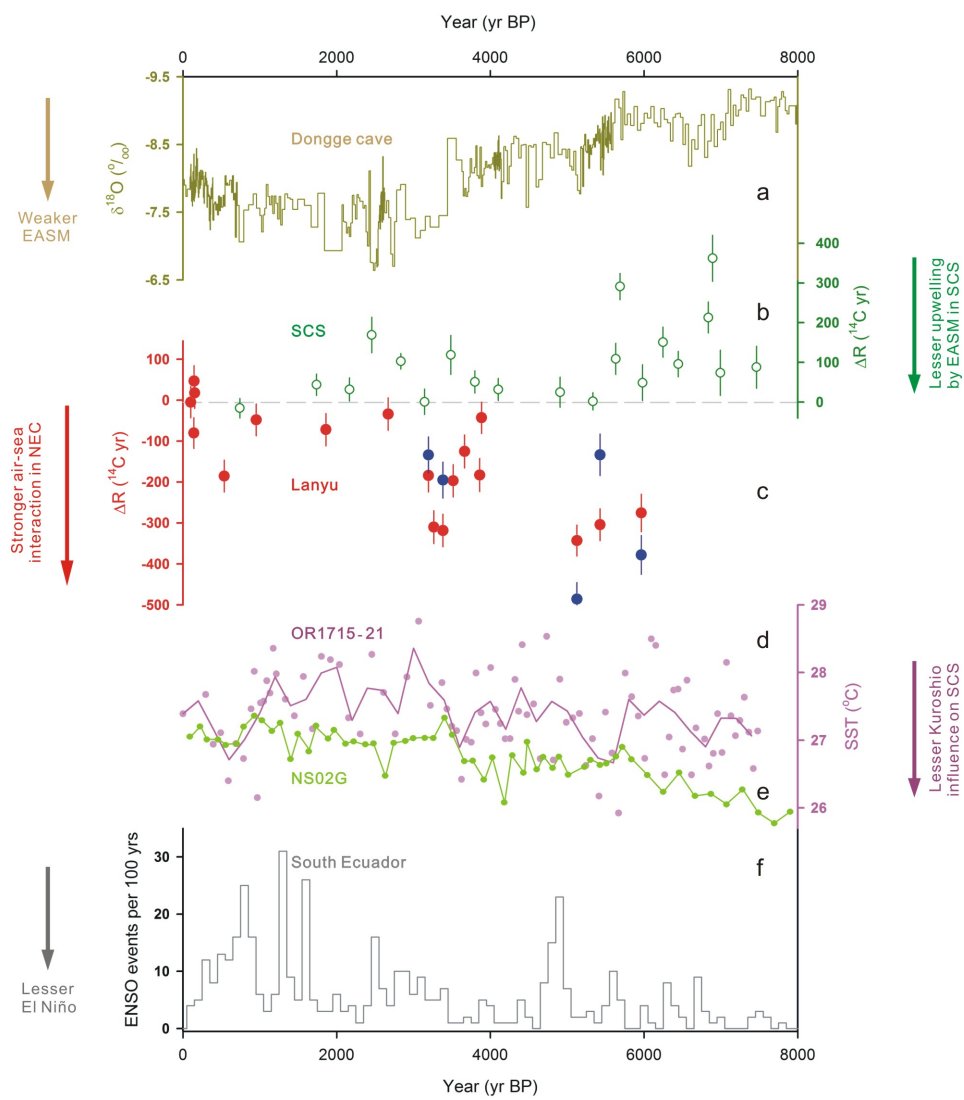 Year (yr BP)
0 2000 4000 6000 8000
-9.5
-8.5
-7.5
-6.5
δ18O (0/00)
Dongge cave
a
Weaker
EASM
400
300
200
100
0
ΔR (14C yr)
SCS
b
Lesser upwelling
by EASM in SCS
100
0
-100
-200
-300
-400
-500
ΔR (14C yr)
Lanyu
c
Stronger air-sea
interaction in NEC
29
28
27
26
SST (0C)
OR1715-21
d
NS02G
e
Lesser Kuroshio
influence on SCS
30
20
10
0
ENSO events per 100 yrs
South Ecuador
f
Lesser
El Niño
0 2000 4000 6000 8000
Year (yr BP)